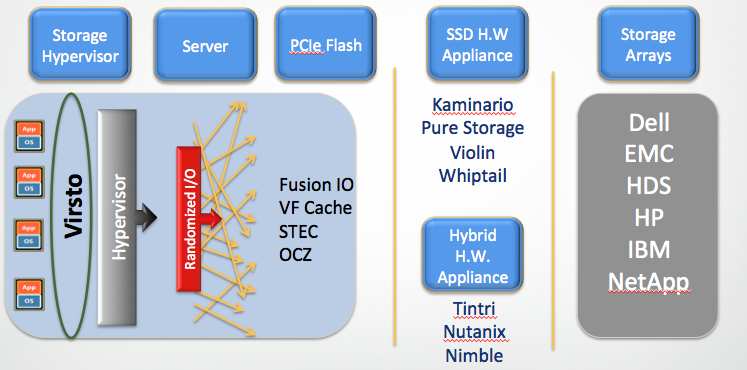 Storage
Hypervisor
Server
PCIe Flash
SSD H.W
Appliance
Storage
Arrays
App
OS
App
OS
App
OS
App
OS
Virsto
Hypervisor
Randomized I/O
Fusion IO
VF Cache
STEC
OCZ
Kaminario
Pure Storage
Violin
Whiptail
Hybrid
H.W.
Appliance
Tintri
Nutanix
Nimble
Dell
EMC
HDS
HP
IBM
NetApp